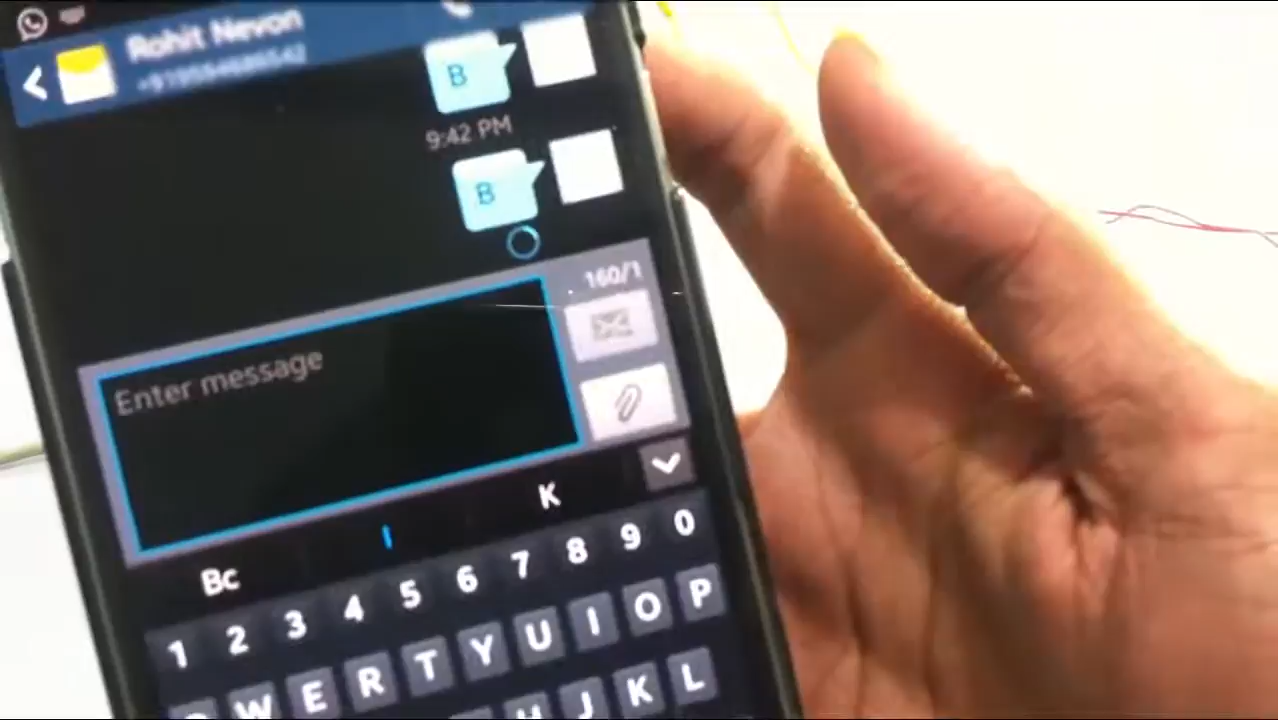 Rohit Nevon
B
9:42 PM
B
160/1
Enter message
Bc I K
1 2 3 4 5 6 7 8 9 0
W E R T Y U I O P
H J K L